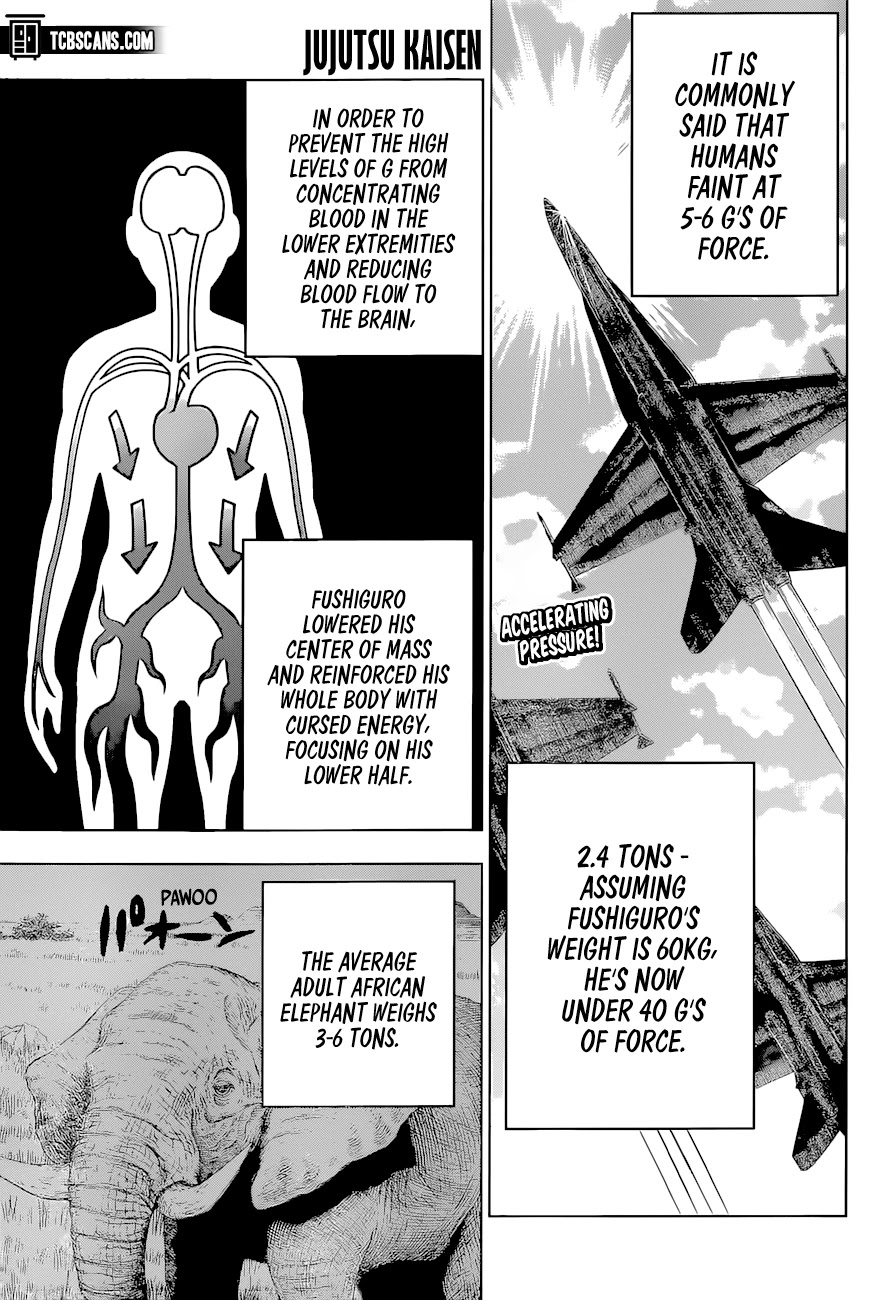 TCBSCANS.COM
JUJUTSU KAISEN
IT IS
COMMONLY
SAID THAT
HUMANS
FAINT AT
5-6 G'S OF
FORCE.
ACCELERATING
PRESSURE!
2.4 TONS -
ASSUMING
FUSHIGURO'S
WEIGHT IS 60KG,
HE'S NOW
UNDER 40 G'S
OF FORCE.
IN ORDER TO
PREVENT THE HIGH
LEVELS OF G FROM
CONCENTRATING
BLOOD IN THE
LOWER EXTREMITIES
AND REDUCING
BLOOD FLOW TO
THE BRAIN,
FUSHIGURO
LOWERED HIS
CENTER OF MASS
AND REINFORCED HIS
WHOLE BODY WITH
CURSED ENERGY,
FOCUSING ON HIS
LOWER HALF.
PAWOO
パオーン
THE AVERAGE
ADULT AFRICAN
ELEPHANT WEIGHS
3-6 TONS.